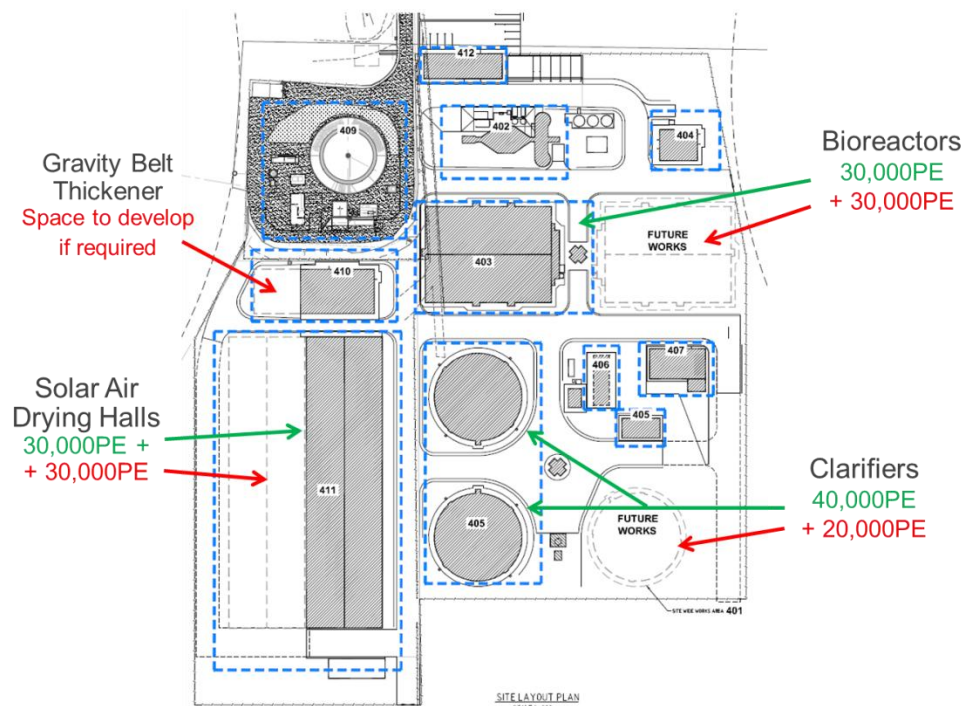 412
409
402
404
Gravity Belt
Thickener
Space to develop
if required
Bioreactors
30,000PE
+ 30,000PE
FUTURE
WORKS
410
403
Solar Air
Drying Halls
30,000PE +
+ 30,000PE
411
406
407
405
405
FUTURE
WORKS
Clarifiers
40,000PE
+ 20,000PE
SITE WIDE WORKS AREA 401
SITE LAYOUT PLAN